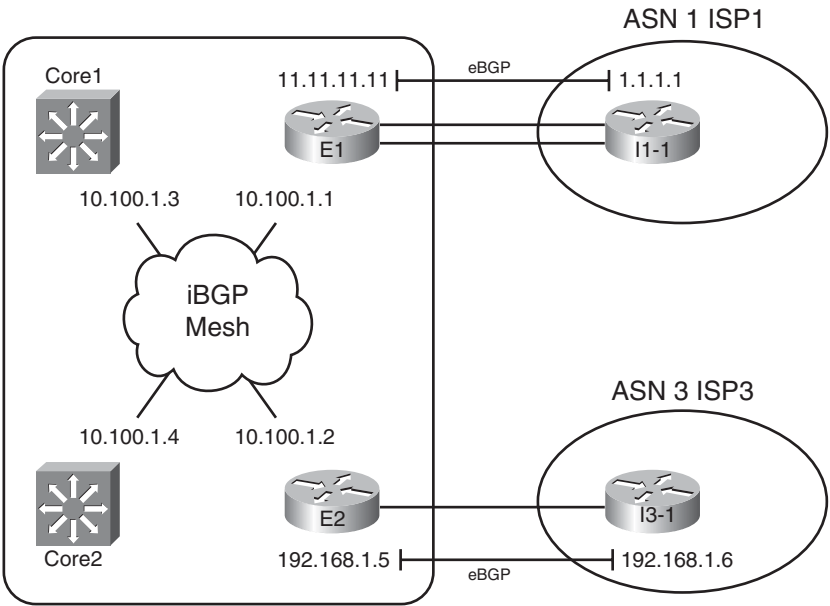 ASN 1 ISP1
Core1
11.11.11.11
eBGP
1.1.1.1
E1
I1-1
10.100.1.3
10.100.1.1
iBGP
Mesh
ASN 3 ISP3
10.100.1.4
10.100.1.2
E2
I3-1
Core2
192.168.1.5
eBGP
192.168.1.6